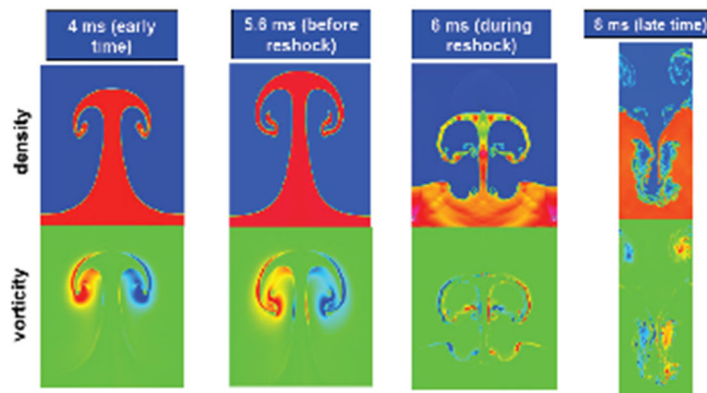 4 ms (early
time)
5.6 ms (before
reshock)
6 ms (during
reshock)
8 ms (late time)
density
vorticity